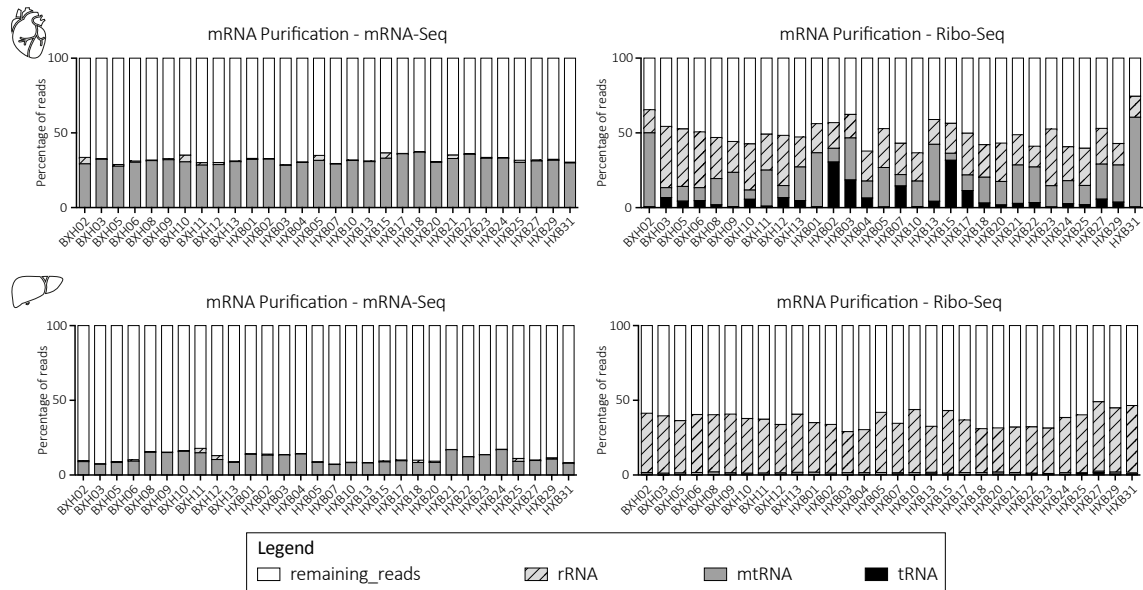 mRNA Purification - mRNA-Seq
Percentage of reads
100
50
0
BXH02 BXH03 BXH05 BXH06 BXH08 BXH09 BXH10 BXH11 BXH12 BXH13 HXB01 HXB02 HXB03 HXB04 HXB05 HXB07 HXB10 HXB13 HXB15 HXB17 HXB18 HXB20 HXB21 HXB22 HXB23 HXB24 HXB25 HXB27 HXB29 HXB31
mRNA Purification - Ribo-Seq
Percentage of reads
100
50
0
BXH02 BXH03 BXH05 BXH06 BXH08 BXH09 BXH10 BXH11 BXH12 BXH13 HXB01 HXB02 HXB03 HXB04 HXB05 HXB07 HXB10 HXB13 HXB15 HXB17 HXB18 HXB20 HXB21 HXB22 HXB23 HXB24 HXB25 HXB27 HXB29 HXB31
mRNA Purification - mRNA-Seq
Percentage of reads
100
50
0
BXH02 BXH03 BXH05 BXH06 BXH08 BXH09 BXH10 BXH11 BXH12 BXH13 HXB01 HXB02 HXB03 HXB04 HXB05 HXB07 HXB10 HXB13 HXB15 HXB17 HXB18 HXB20 HXB21 HXB22 HXB23 HXB24 HXB25 HXB27 HXB29 HXB31
mRNA Purification - Ribo-Seq
Percentage of reads
100
50
0
BXH02 BXH03 BXH05 BXH06 BXH08 BXH09 BXH10 BXH11 BXH12 BXH13 HXB01 HXB02 HXB03 HXB04 HXB05 HXB07 HXB10 HXB13 HXB15 HXB17 HXB18 HXB20 HXB21 HXB22 HXB23 HXB24 HXB25 HXB27 HXB29 HXB31
Legend
remaining_reads rRNA mtRNA tRNA